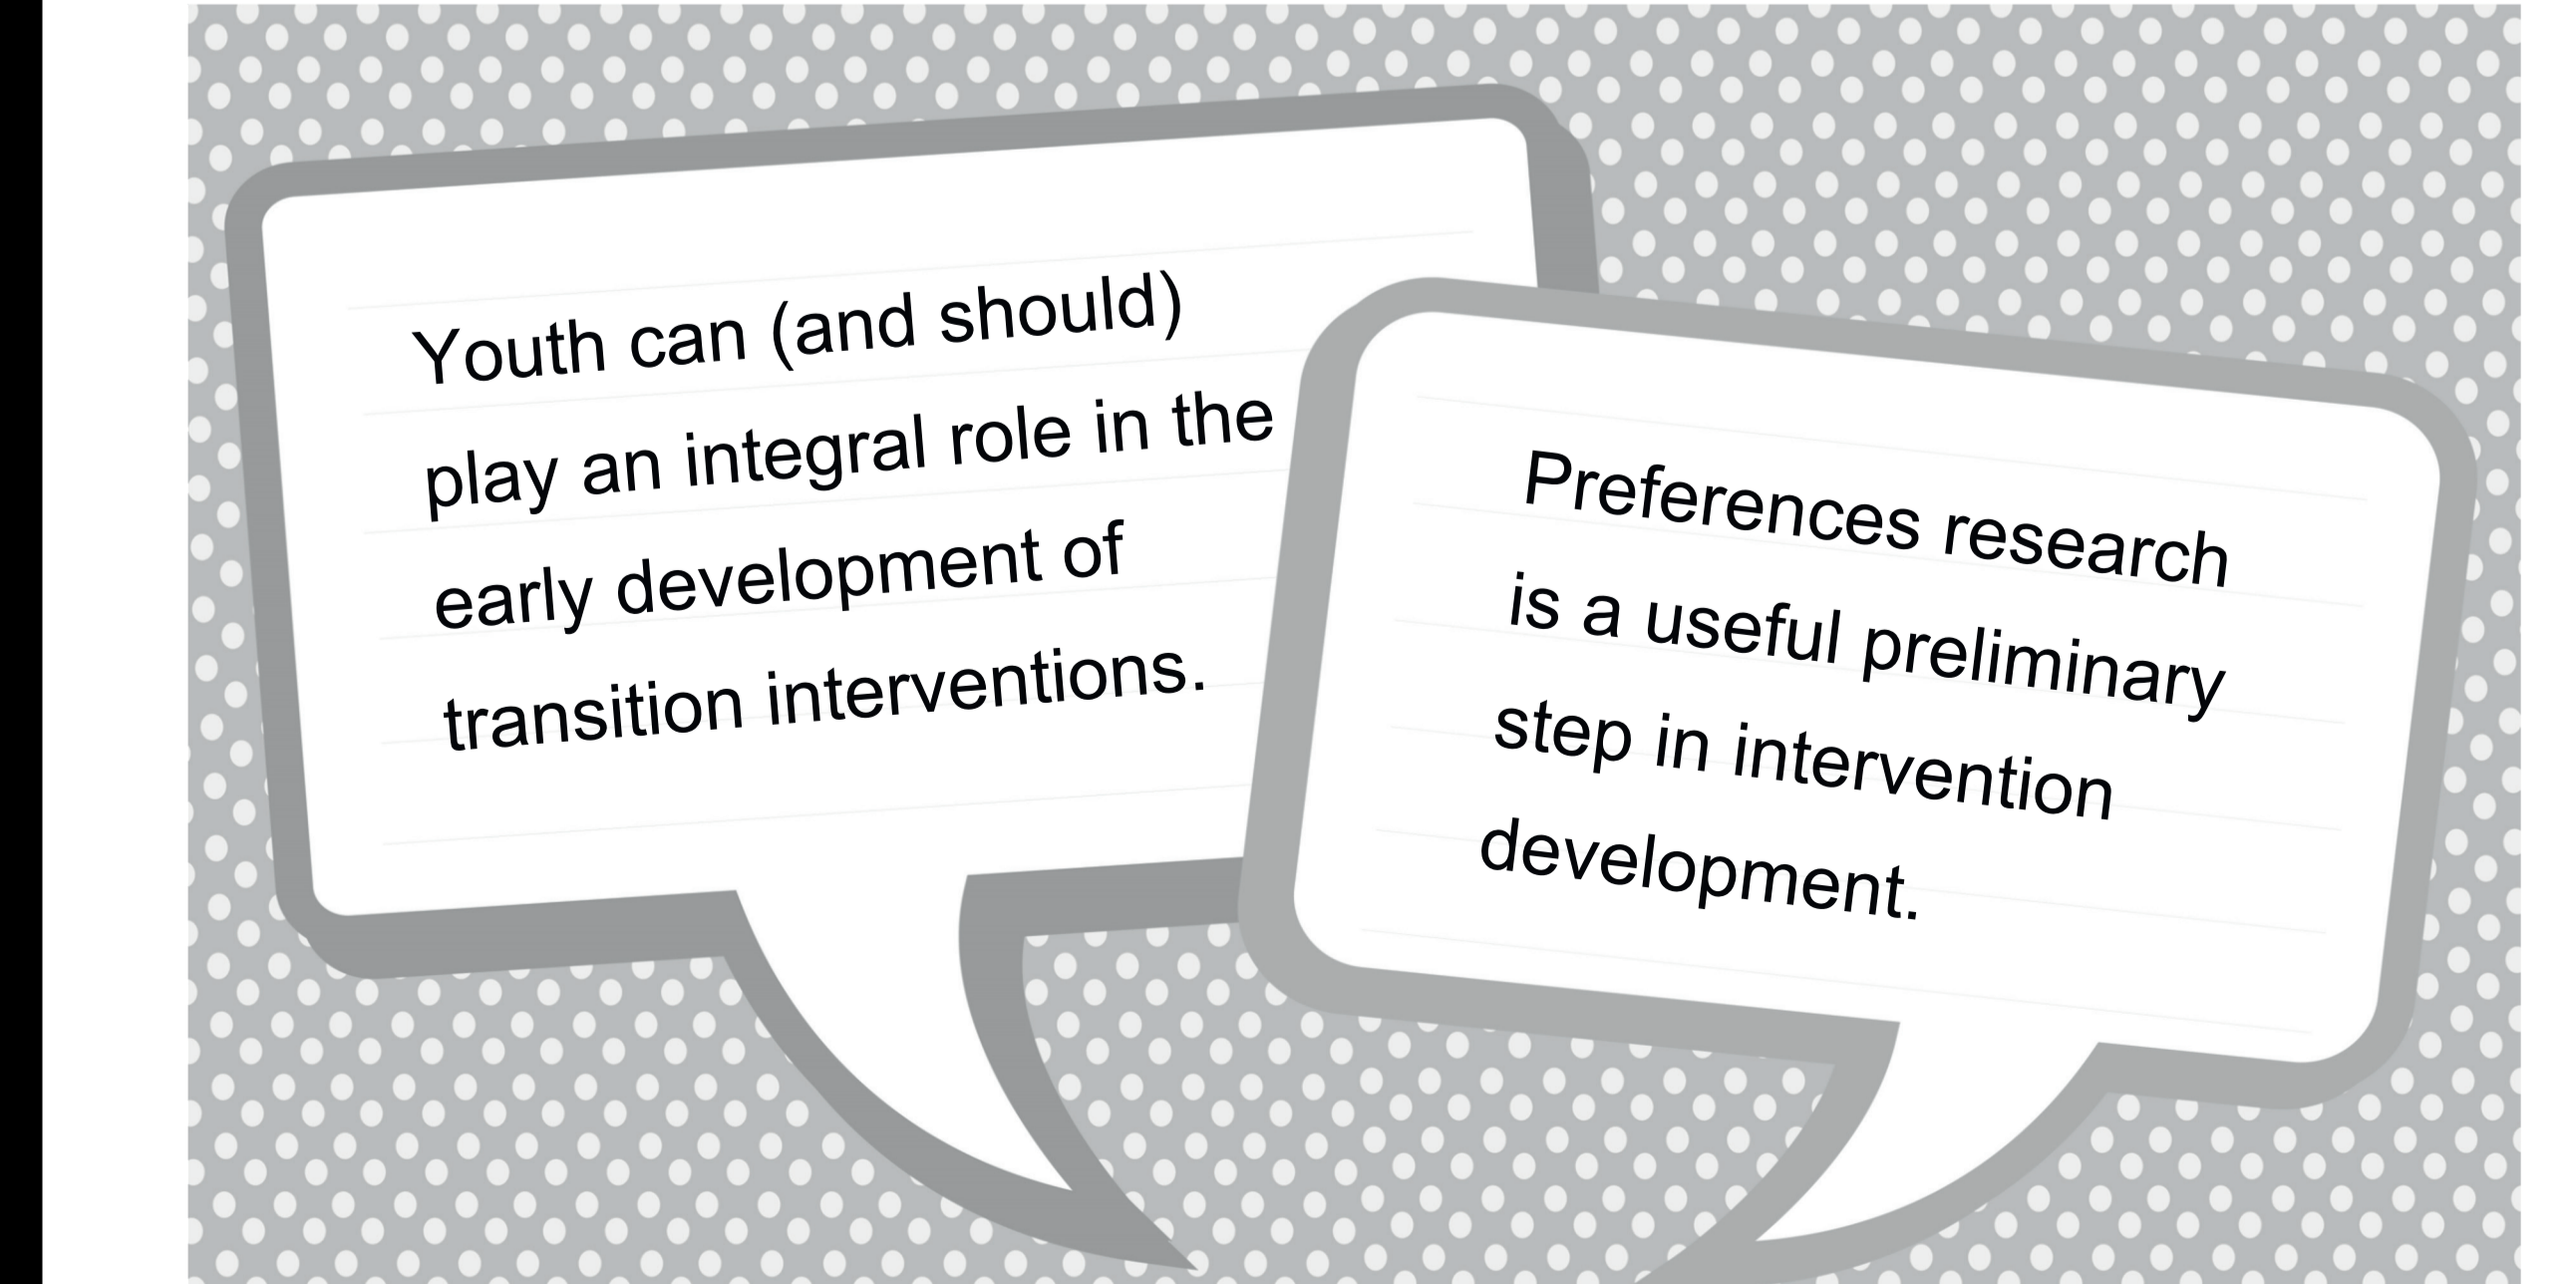 Youth can (and should)
play an integral role in the
early development of
transition interventions.
Preferences research
is a useful preliminary
step in intervention
development.